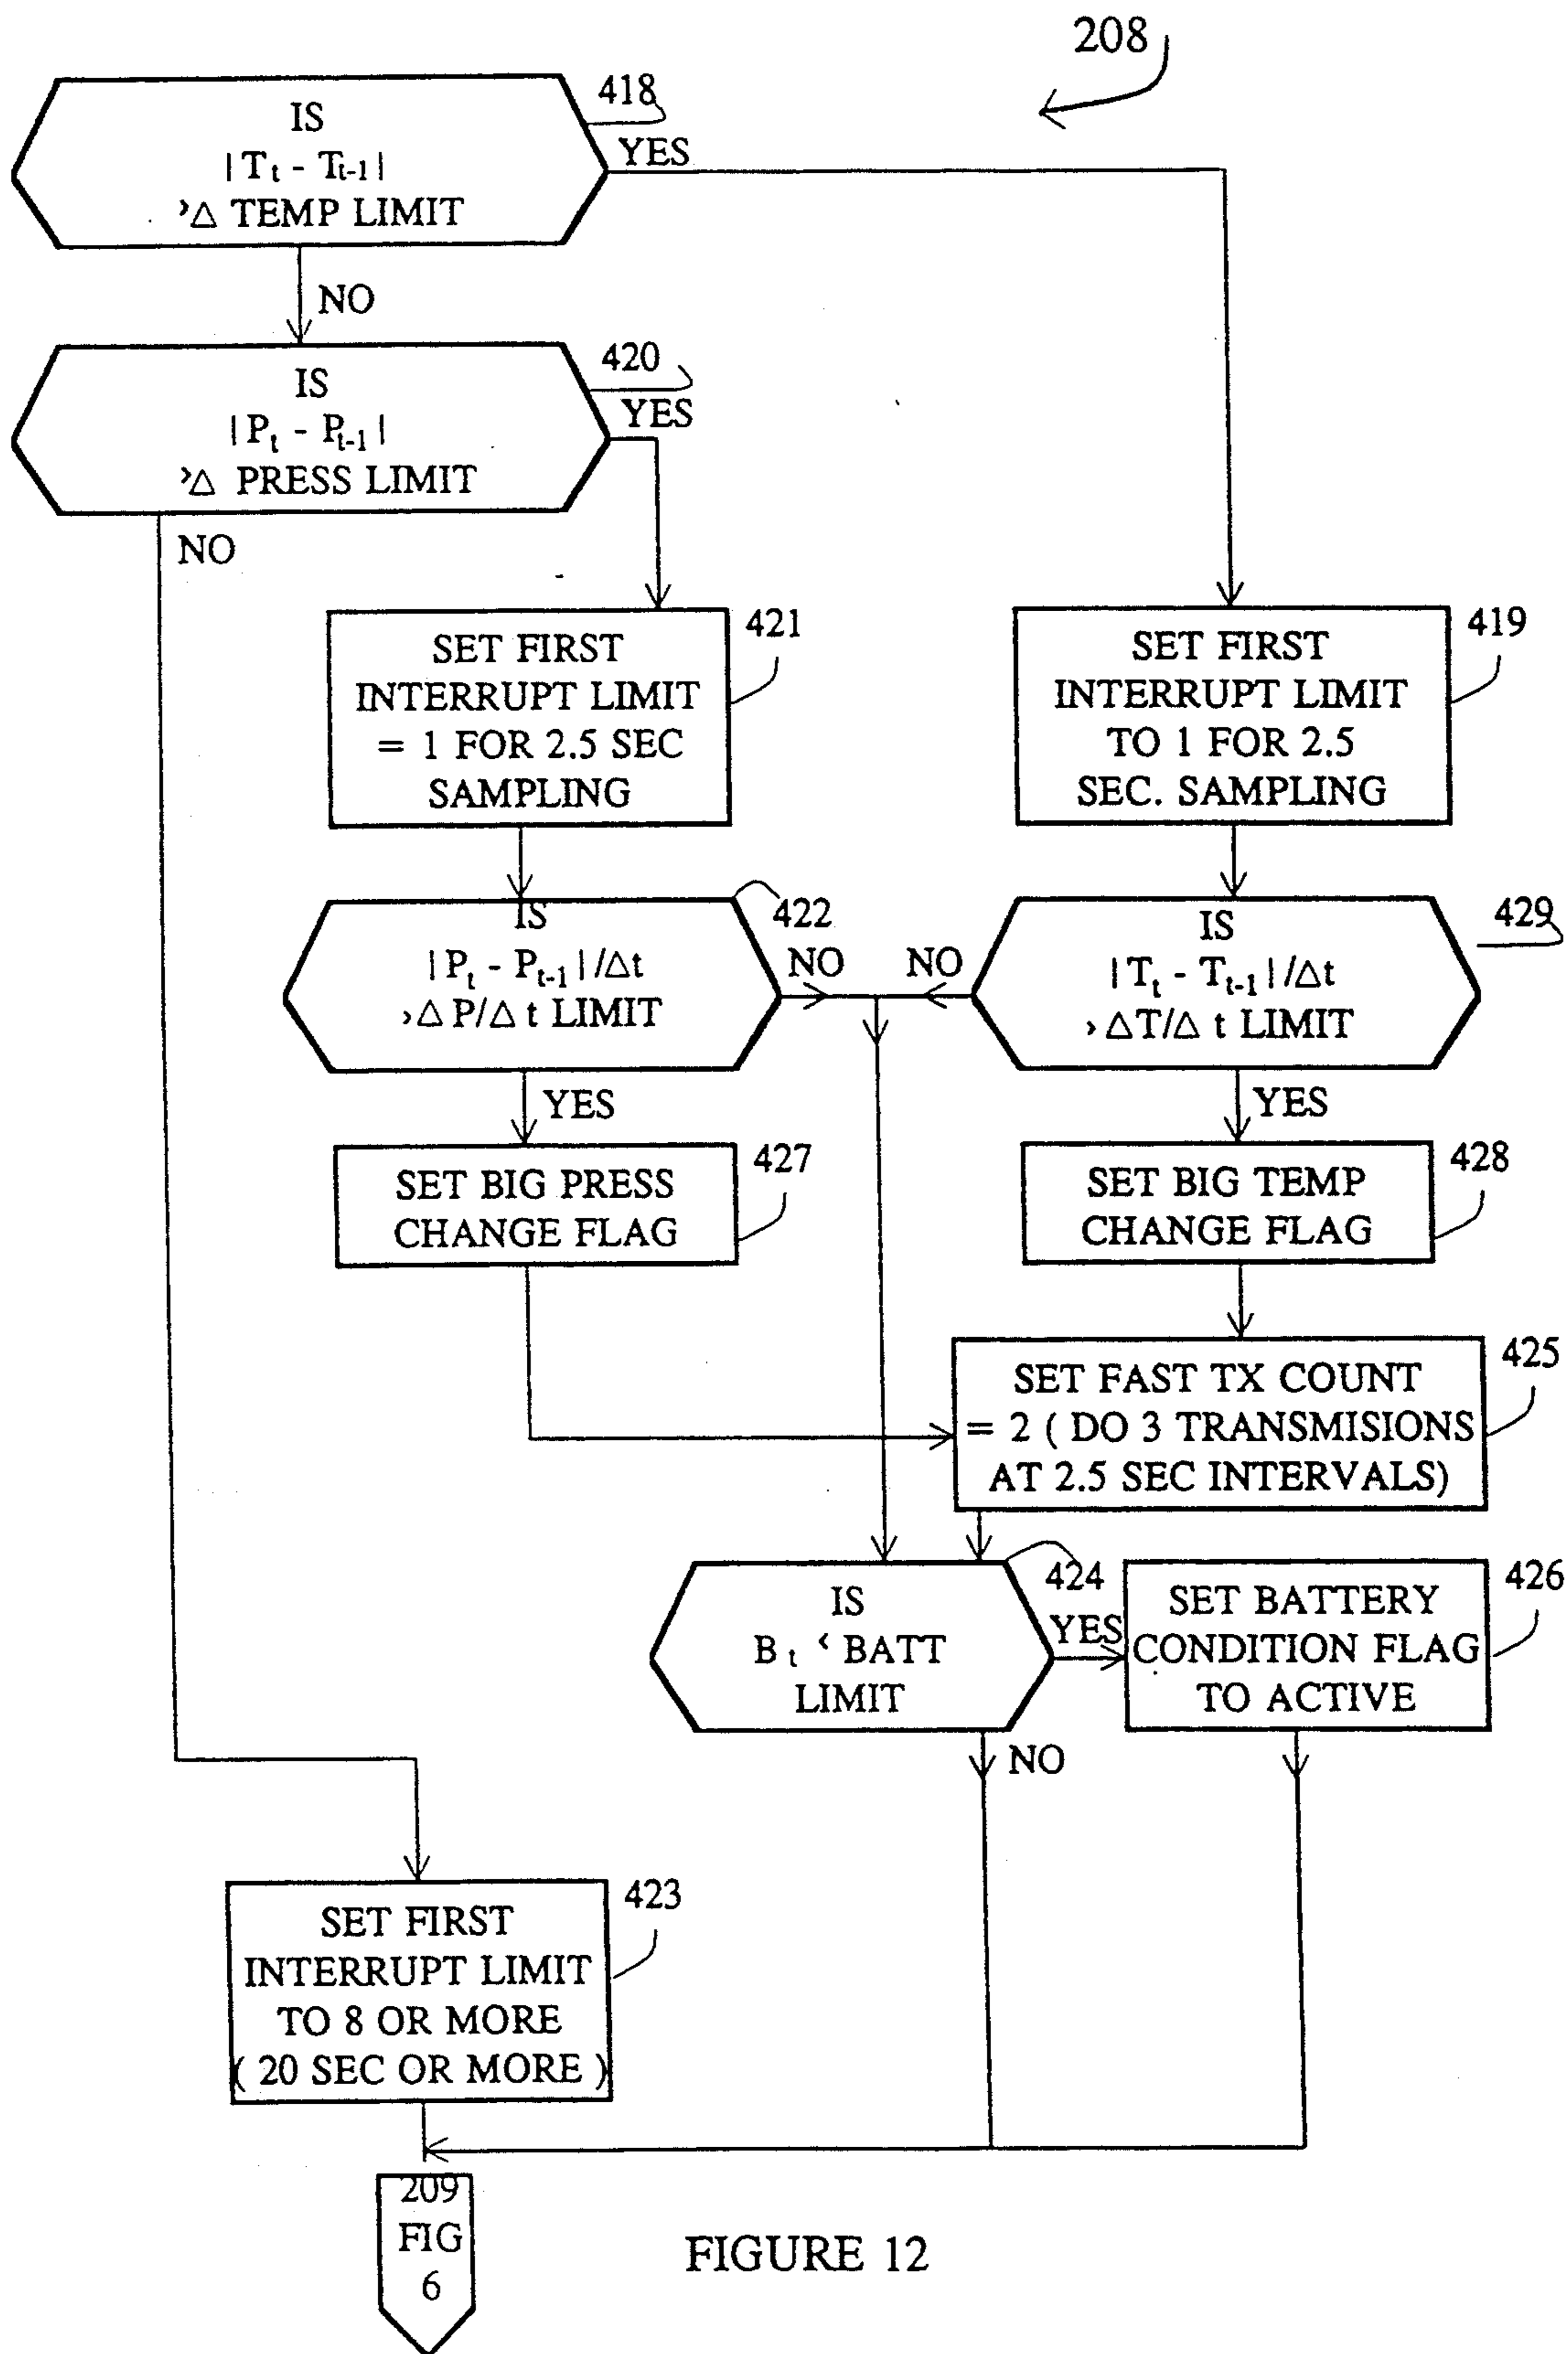 208
418
IS
| Tt - Tt-1 |
>△ TEMP LIMIT
YES
NO
420
IS
| Pt - Pt-1 |
>△ PRESS LIMIT
YES
NO
421
SET FIRST
INTERRUPT LIMIT
= 1 FOR 2.5 SEC
SAMPLING
419
SET FIRST
INTERRUPT LIMIT
TO 1 FOR 2.5
SEC. SAMPLING
422
IS
| Pt - Pt-1 | /△t
>△ P/△ t LIMIT
NO
NO
429
IS
| Tt - Tt-1 | /△t
> △T/△ t LIMIT
YES
YES
427
SET BIG PRESS
CHANGE FLAG
428
SET BIG TEMP
CHANGE FLAG
425
SET FAST TX COUNT
= 2 ( DO 3 TRANSMISIONS
AT 2.5 SEC INTERVALS)
424
IS
B t < BATT
LIMIT
YES
NO
426
SET BATTERY
CONDITION FLAG
TO ACTIVE
423
SET FIRST
INTERRUPT LIMIT
TO 8 OR MORE
( 20 SEC OR MORE )
209
FIG
6
FIGURE 12